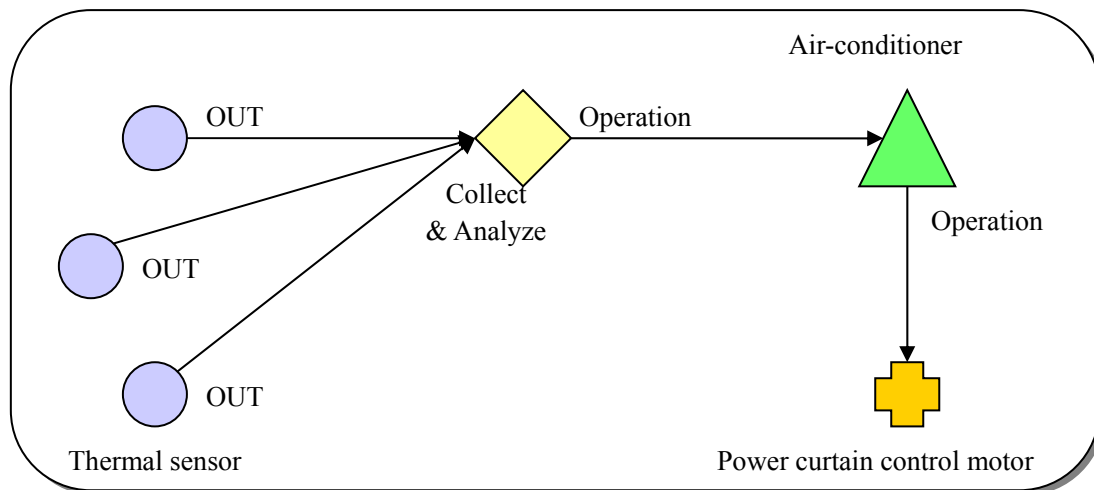 Air-conditioner
OUT
Operation
Collect
& Analyze
Operation
OUT
OUT
Thermal sensor
Power curtain control motor